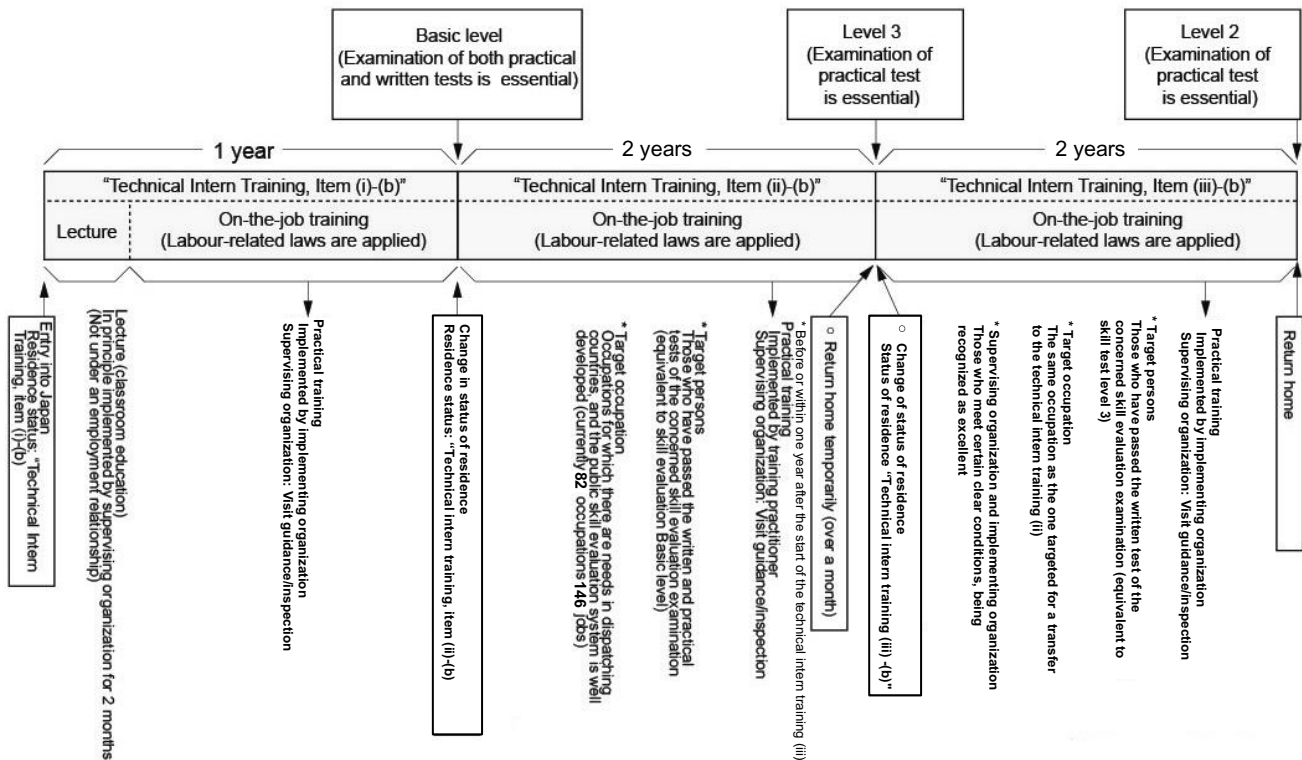 Basic level
(Examination of both practical
and written tests is essential)
Level 3
(Examination of
practical test
is essential)
Level 2
(Examination of
practical test
is essential)
1 year
2 years
2 years
“Technical Intern Training, Item (i)-(b)”
“Technical Intern Training, Item (ii)-(b)”
“Technical Intern Training, Item (iii)-(b)”
Lecture
On-the-job training
(Labour-related laws are applied)
On-the-job training
(Labour-related laws are applied)
On-the-job training
(Labour-related laws are applied)
Entry into Japan
Residence status: “Technical Intern
Training, item (i)-(b)
Lecture (classroom education)
In principle implemented by supervising organization for 2 months
(Not under an employment relationship)
Practical training
Implemented by implementing organization
Supervising organization: Visit guidance/inspection
Change in status of residence
Residence status: “Technical intern training, item (ii)-(b)
* Target occupation
Occupations for which there are needs in dispatching
countries, and the public skill evaluation system is well
developed (currently 82 occupations 146 jobs)
* Target persons
Those who have passed the written and practical
tests of the concerned skill evaluation examination
(equivalent to skill evaluation Basic level)
Practical training
Implemented by training practitioner
Supervising organization: Visit guidance/inspection
* Before or within one year after the start of the technical intern training (iii)
○ Return home temporarily (over a month)
○ Change of status of residence
Status of residence “Technical intern training (iii) -(b)”
* Supervising organization and implementing organization
Those who meet certain clear conditions, being
recognized as excellent
* Target occupation
The same occupation as the one targeted for a transfer
to the technical intern training (ii)
* Target persons
Those who have passed the written test of the
concerned skill evaluation examination (equivalent to
skill test level 3)
Practical training
Implemented by implementing organization
Supervising organization: Visit guidance/inspection
Return home